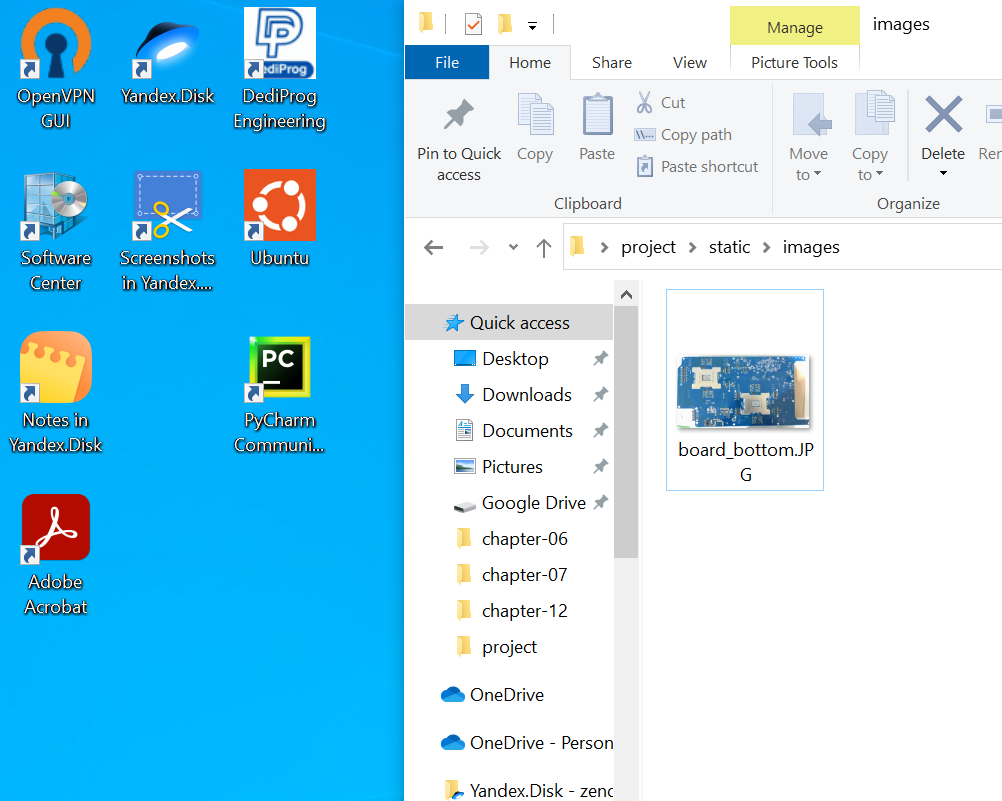 OpenVPN
GUI
Yandex.Disk
DediProg
Engineering
Software
Center
Screenshots
in Yandex....
Ubuntu
Notes in
Yandex.Disk
PC
PyCharm
Communi...
Adobe
Acrobat
Manage
images
File
Home
Share
View
Picture Tools
Pin to Quick
access
Copy
Paste
Cut
Copy path
Paste shortcut
Clipboard
Move
to
Copy
to
Delete
Ren
Organize
project
static
images
Quick access
Desktop
Downloads
Documents
Pictures
Google Drive
chapter-06
chapter-07
chapter-12
project
OneDrive
OneDrive - Person
Yandex.Disk - zeno
board_bottom.JP
G